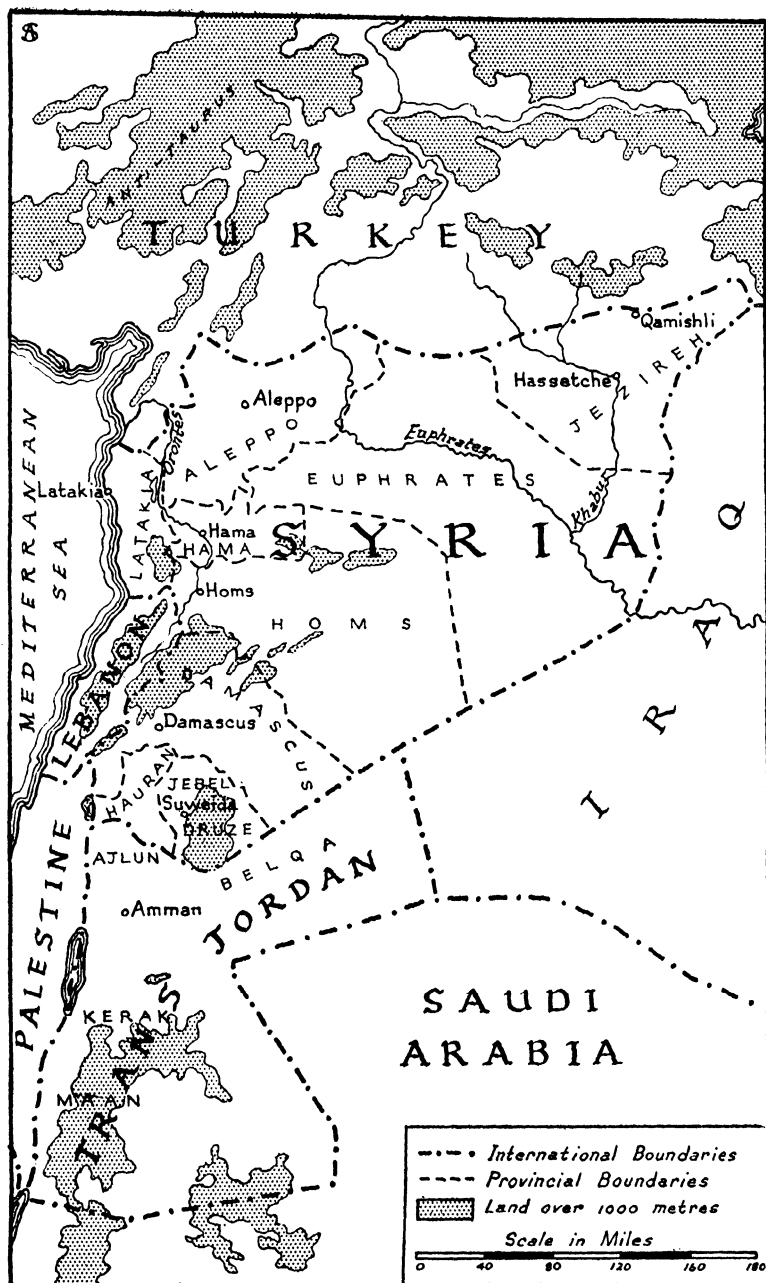 ANTI-TAURUS
TURKEY
Qamishli
Hassetche
JEZIREH
Aleppo
ALEPPO
Orontes
Euphrates
EUPHRATES
Khabur
MEDITERRANEAN
SEA
Latakia
LATAKIA
Hama
HAMA
SYRIA
Homs
HOMS
LEBANON
DAMASCUS
Damascus
HAURAN
JEBEL
Suweida
DRUZE
AJLUN
BELQA
IRAQ
PALESTINE
Amman
TRANS JORDAN
KERAK
MA'AN
SAUDI
ARABIA
International Boundaries
Provincial Boundaries
Land over 1000 metres
Scale in Miles
0 40 80 120 160 180